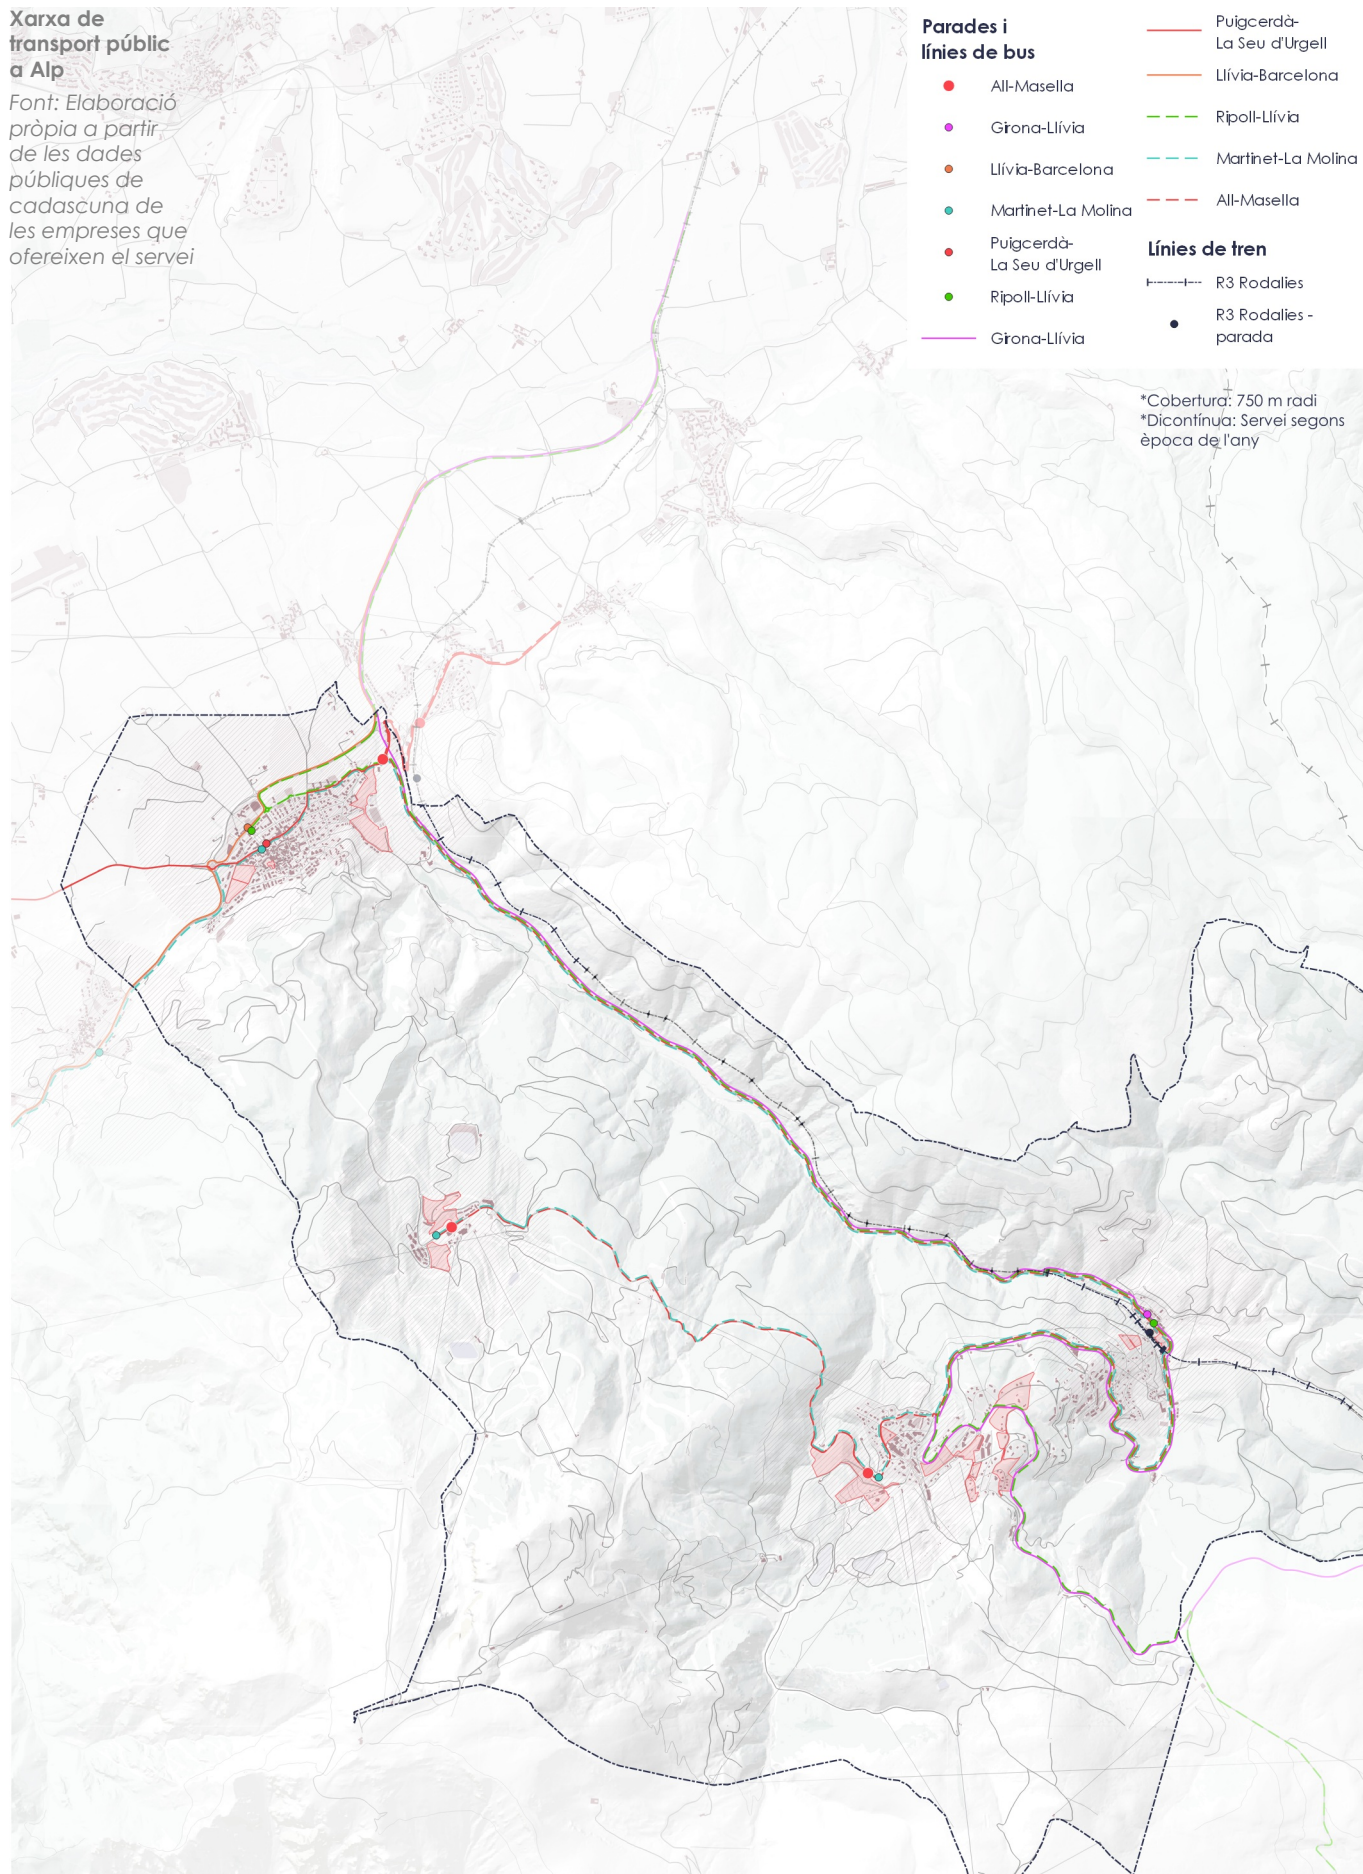 Xarxa de
transport públic
a Alp
Font: Elaboració
pròpia a partir
de les dades
públiques de
cadascuna de
les empreses que
ofereixen el servei
Parades i
línies de bus
All-Masella
Girona-Llívia
Llívia-Barcelona
Martinet-La Molina
Puigcerdà-
La Seu d'Urgell
Ripoll-Llívia
Girona-Llívia
Puigcerdà-
La Seu d'Urgell
Llívia-Barcelona
Ripoll-Llívia
Martinet-La Molina
All-Masella
Línies de tren
R3 Rodalies
R3 Rodalies -
parada
*Cobertura: 750 m radi
*Dicontínua: Servei segons
època de l'any